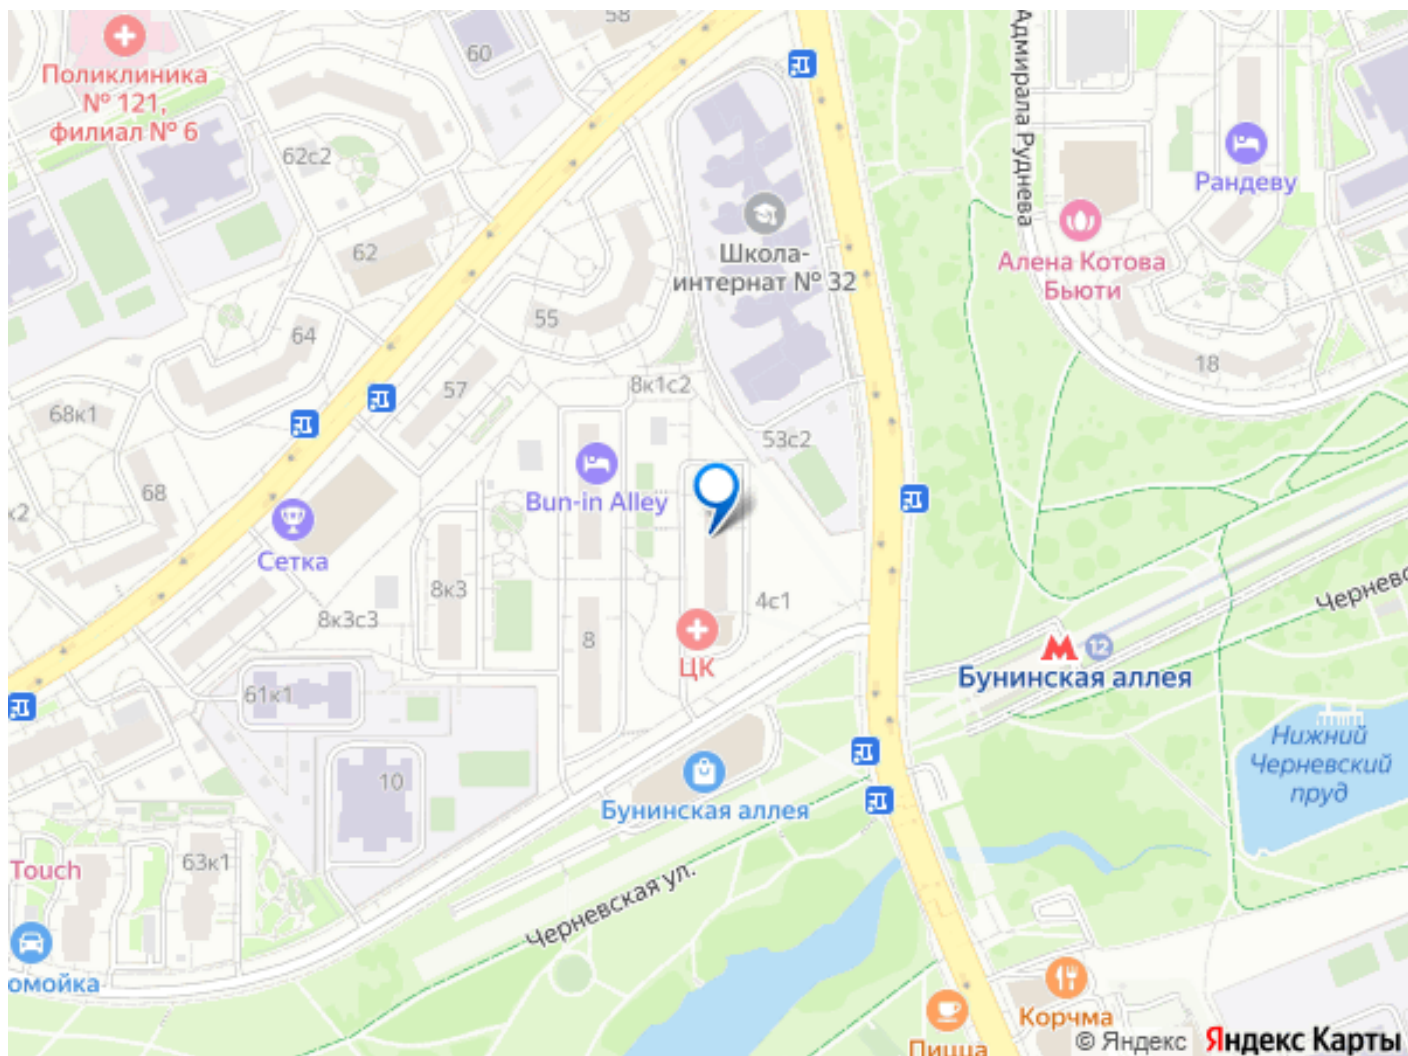 58
60
Поликлиника
№ 121,
филиал № 6
62с2
62
Адмирала Руднева
Рандеву
Школа-
интернат № 32
Алена Котова
Бьюти
55
64
57
8к1с2
18
68к1
53с2
68
Bun-in Alley
Сетка
8к3
8к3с3
4с1
8
ЦК
12
Бунинская аллея
61к1
Нижний
Черневский
пруд
10
Бунинская аллея
63к1
Touch
Черневская ул.
омойка
Корчма
Пицца
© Яндекс Яндекс Карты